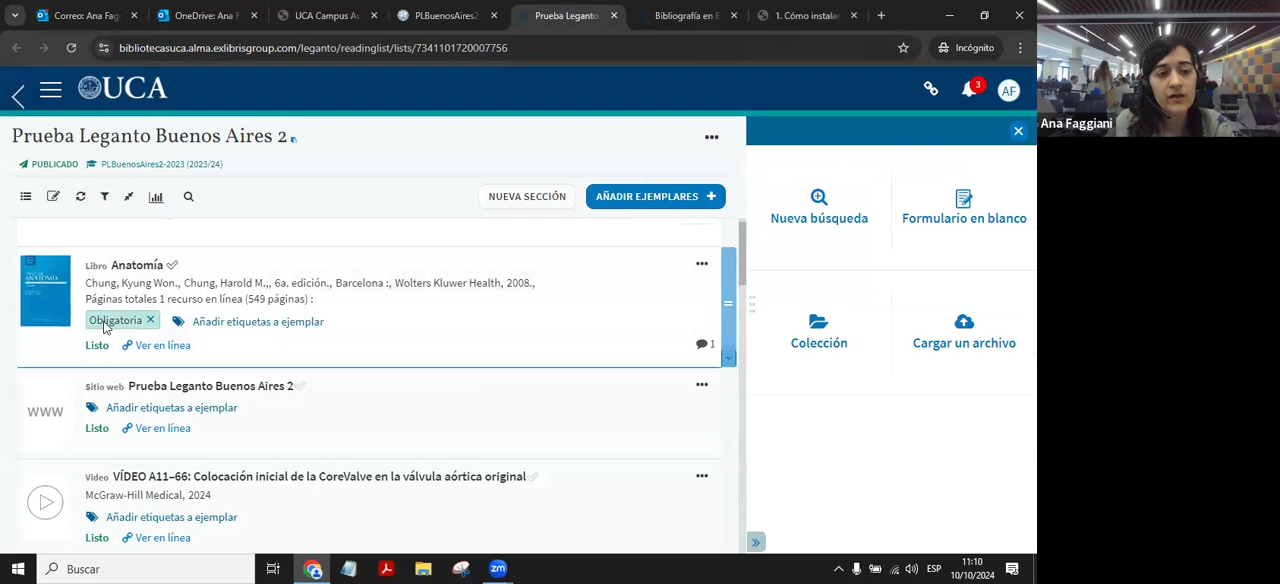 Correo: Ana Fag
OneDrive: Ana F
UCA Campus Au
PLBuenosAires2
Prueba Leganto
Bibliografía en E
1. Cómo instala
bibliotecasuca.alma.exlibrisgroup.com/leganto/readinglist/lists/7341101720007756
Incógnito
UCA
3
AF
Ana Faggiani
Prueba Leganto Buenos Aires 2
PUBLICADO PLBuenosAires2-2023 (2023/24)
NUEVA SECCIÓN
AÑADIR EJEMPLARES +
Libro Anatomía
Chung, Kyung Won., Chung, Harold M.,, 6a. edición., Barcelona :, Wolters Kluwer Health, 2008.,
Páginas totales 1 recurso en línea (549 páginas) :
Obligatoria
Añadir etiquetas a ejemplar
Listo Ver en línea
1
Sitio web Prueba Leganto Buenos Aires 2
WWW
Añadir etiquetas a ejemplar
Listo Ver en línea
Video VÍDEO A11–66: Colocación inicial de la CoreValve en la válvula aórtica original
McGraw-Hill Medical, 2024
Añadir etiquetas a ejemplar
Listo Ver en línea
Nueva búsqueda
Formulario en blanco
Colección
Cargar un archivo
Buscar
zm
ESP
11:10
10/10/2024